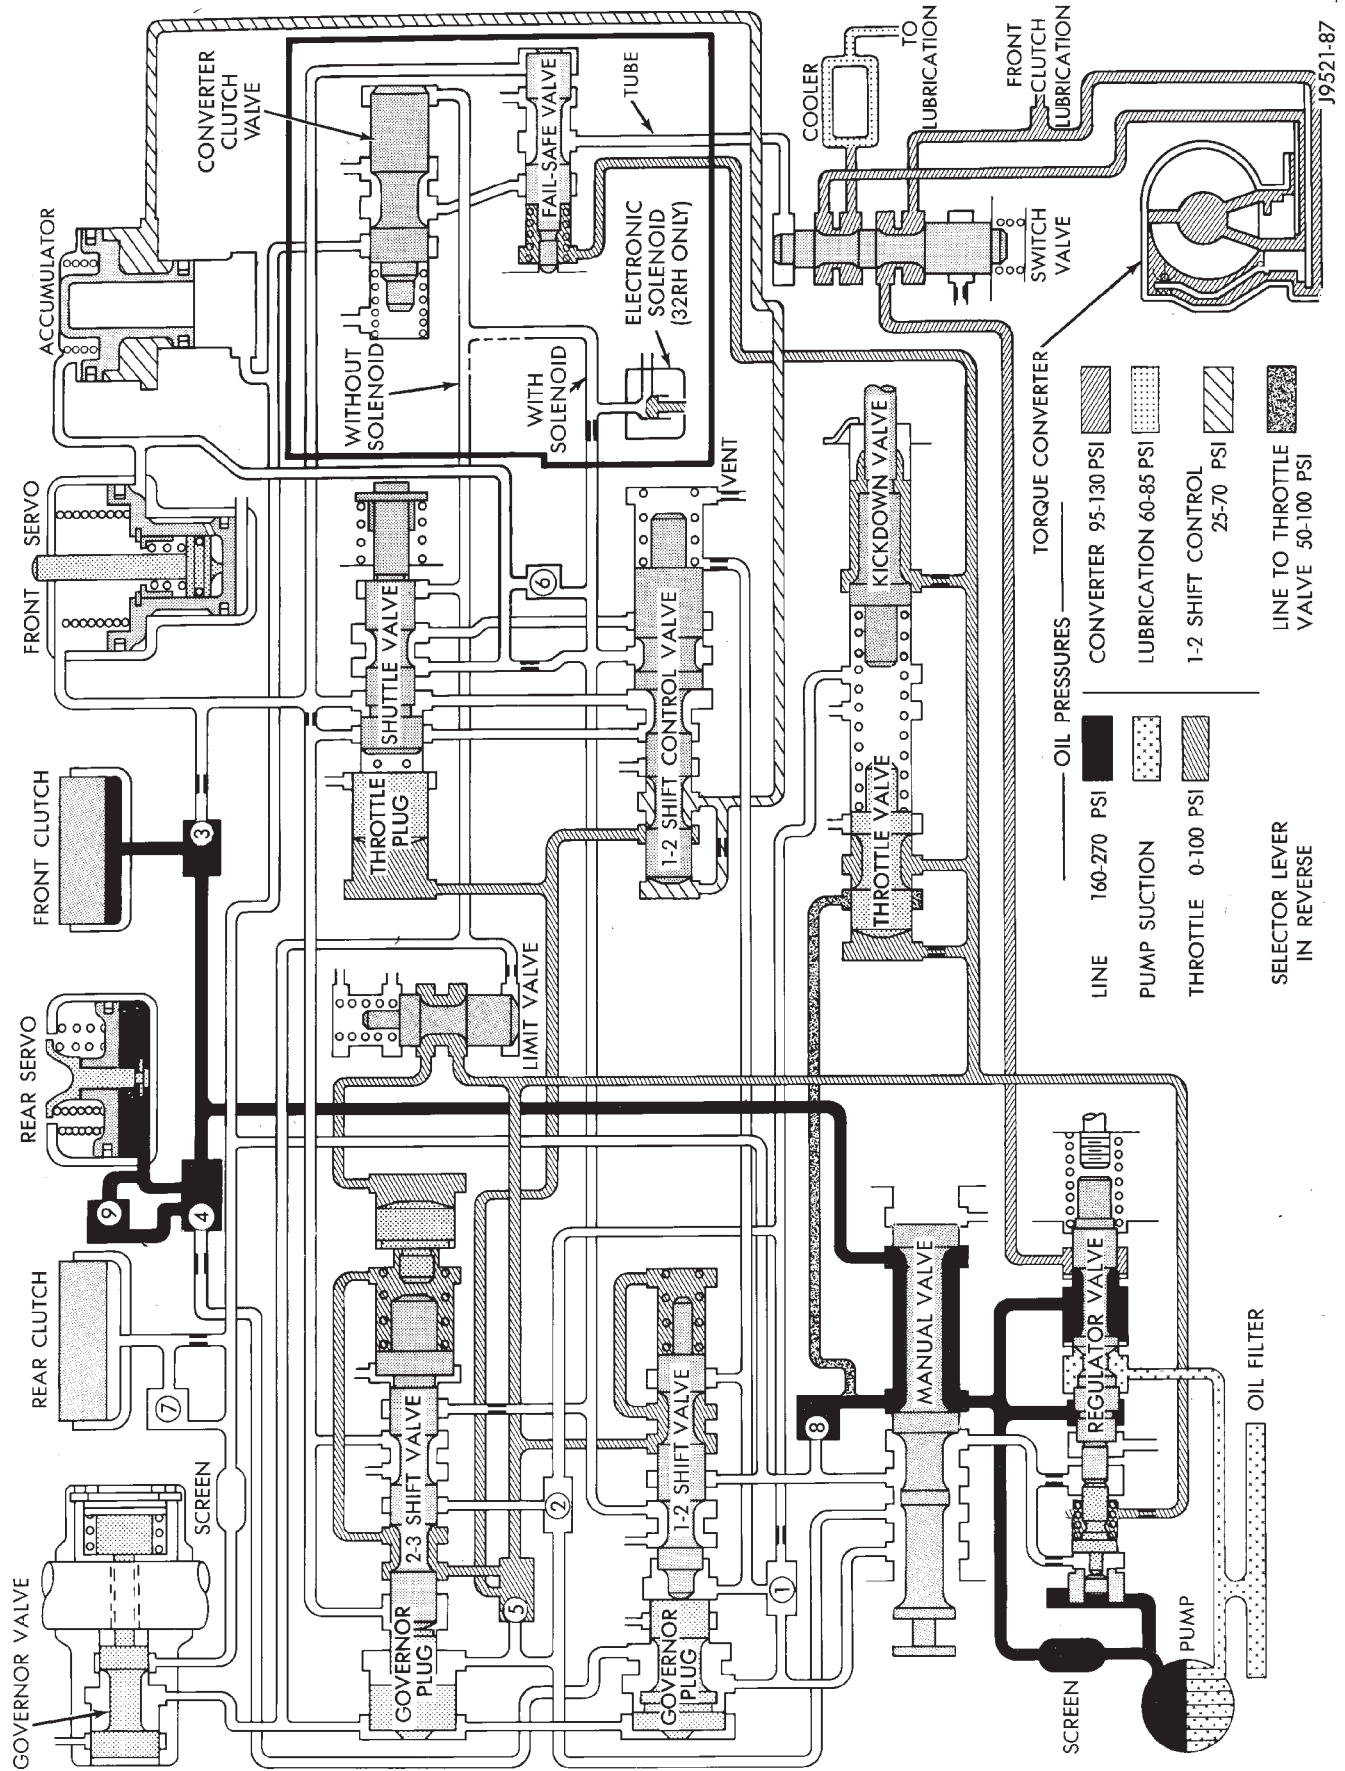 GOVERNOR VALVE
SCREEN
REAR CLUTCH
REAR SERVO
FRONT CLUTCH
FRONT SERVO
ACCUMULATOR
CONVERTER
CLUTCH
VALVE
7
9
4
3
GOVERNOR
PLUG
2-3 SHIFT VALVE
LIMIT VALVE
THROTTLE
PLUG
SHUTTLE VALVE
WITHOUT
SOLENOID
WITH
SOLENOID
FAIL-SAFE VALVE
TUBE
ELECTRONIC
SOLENOID
(32RH ONLY)
5
2
6
GOVERNOR
PLUG
1-2 SHIFT VALVE
1-2 SHIFT CONTROL VALVE
VENT
1
8
MANUAL VALVE
THROTTLE VALVE
KICKDOWN VALVE
SWITCH
VALVE
COOLER
TO
LUBRICATION
FRONT
CLUTCH
LUBRICATION
SCREEN
PUMP
REGULATOR VALVE
OIL FILTER
TORQUE CONVERTER
OIL PRESSURES
LINE 160-270 PSI
PUMP SUCTION
THROTTLE 0-100 PSI
CONVERTER 95-130 PSI
LUBRICATION 60-85 PSI
1-2 SHIFT CONTROL
25-70 PSI
LINE TO THROTTLE
VALVE 50-100 PSI
SELECTOR LEVER
IN REVERSE
J9521-87